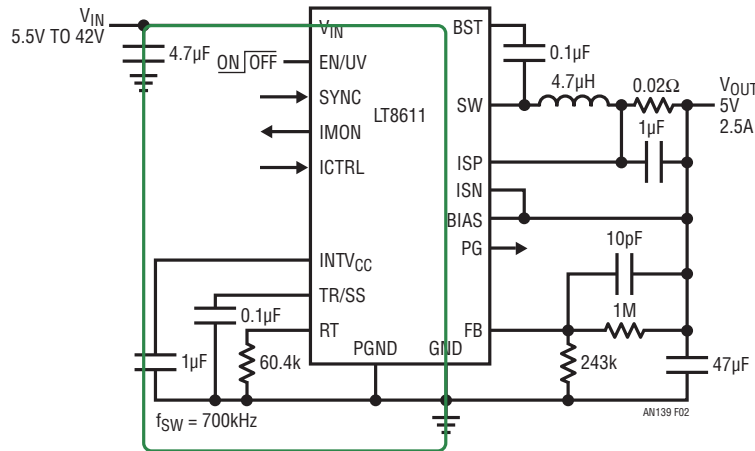 VIN
5.5V TO 42V
4.7µF
ON OFF
VIN
EN/UV
SYNC
IMON
ICTRL
INTVCC
TR/SS
RT
PGND
GND
LT8611
BST
SW
ISP
ISN
BIAS
PG
FB
0.1µF
4.7µH
0.02Ω
1µF
VOUT
5V
2.5A
10pF
1M
243k
47µF
0.1µF
1µF
60.4k
fSW = 700kHz
AN139 F02